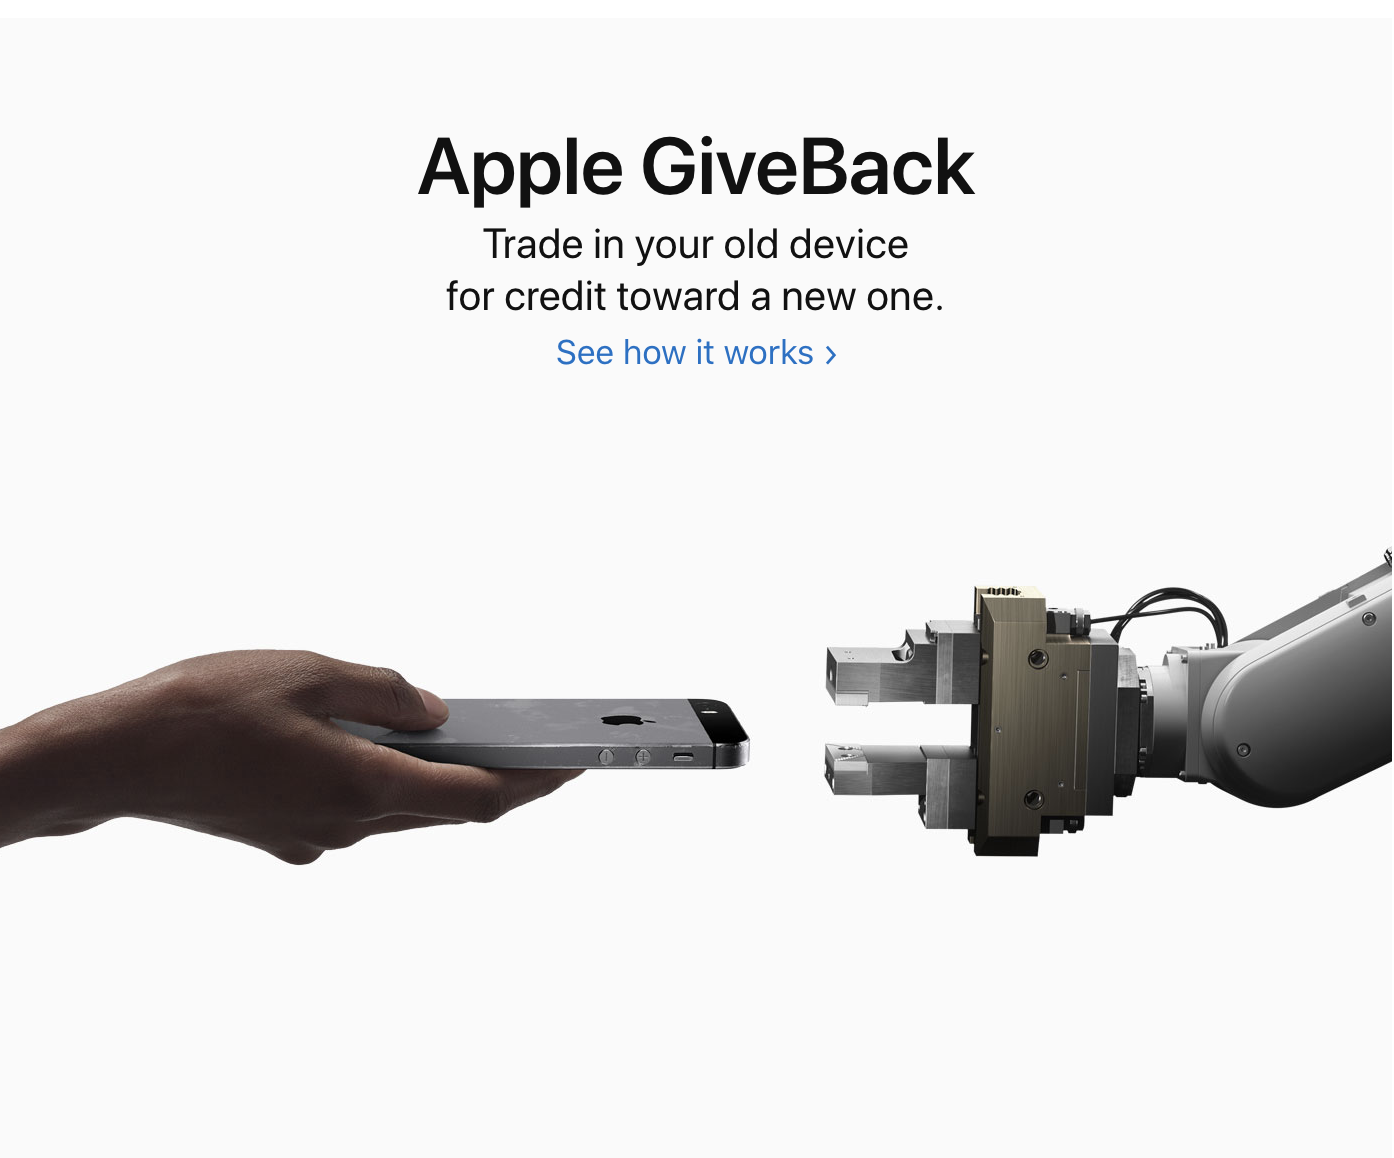 Apple GiveBack
Trade in your old device
for credit toward a new one.
See how it works ›